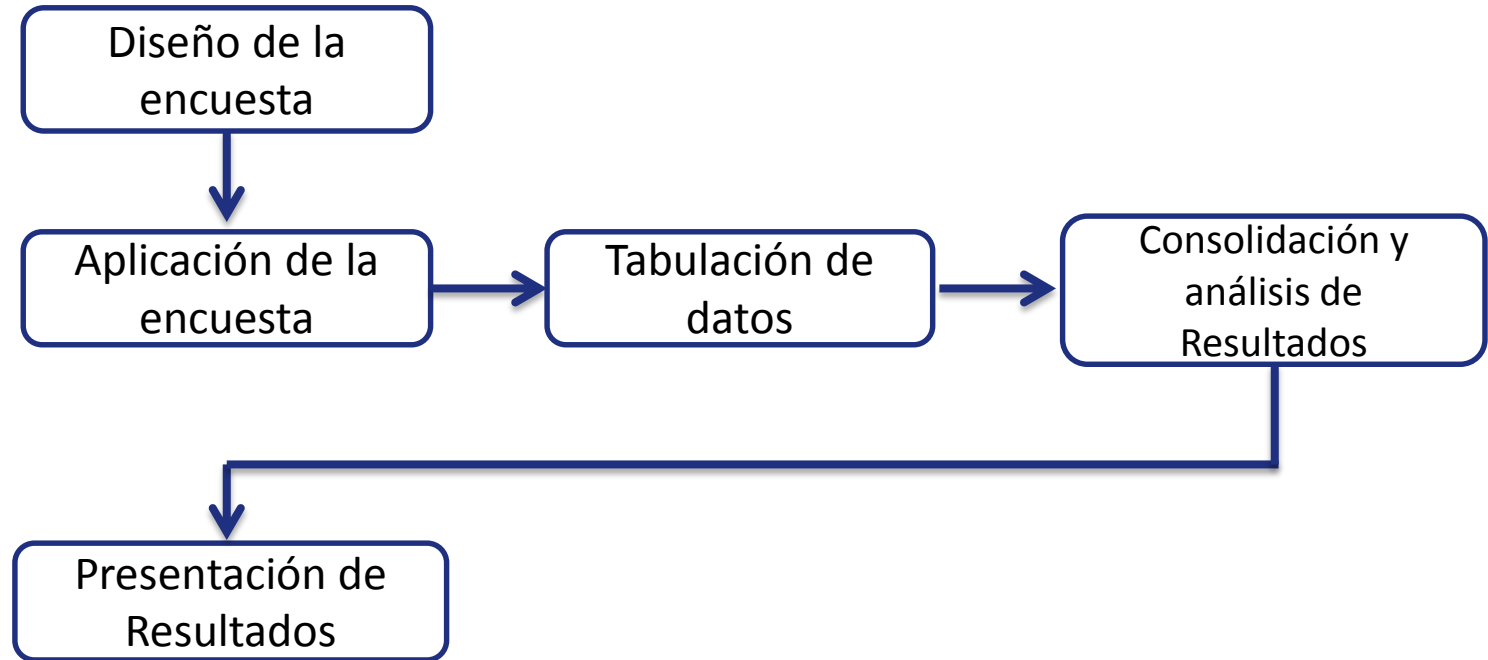 Diseño de la
encuesta
Aplicación de la
encuesta
Tabulación de
datos
Consolidación y
análisis de
Resultados
Presentación de
Resultados